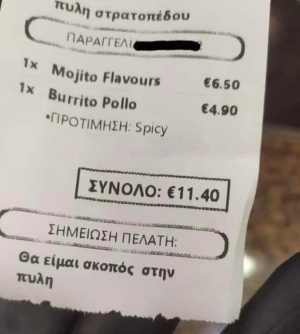 πυλη στρατοπέδου
ΠΑΡΑΓΓΕΛΙ
1x Mojito Flavours €6.50
1x Burrito Pollo €4.90
•ΠΡΟΤΙΜΗΣΗ: Spicy
ΣΥΝΟΛΟ: €11.40
ΣΗΜΕΙΩΣΗ ΠΕΛΑΤΗ:
Θα είμαι σκοπός στην
πυλη